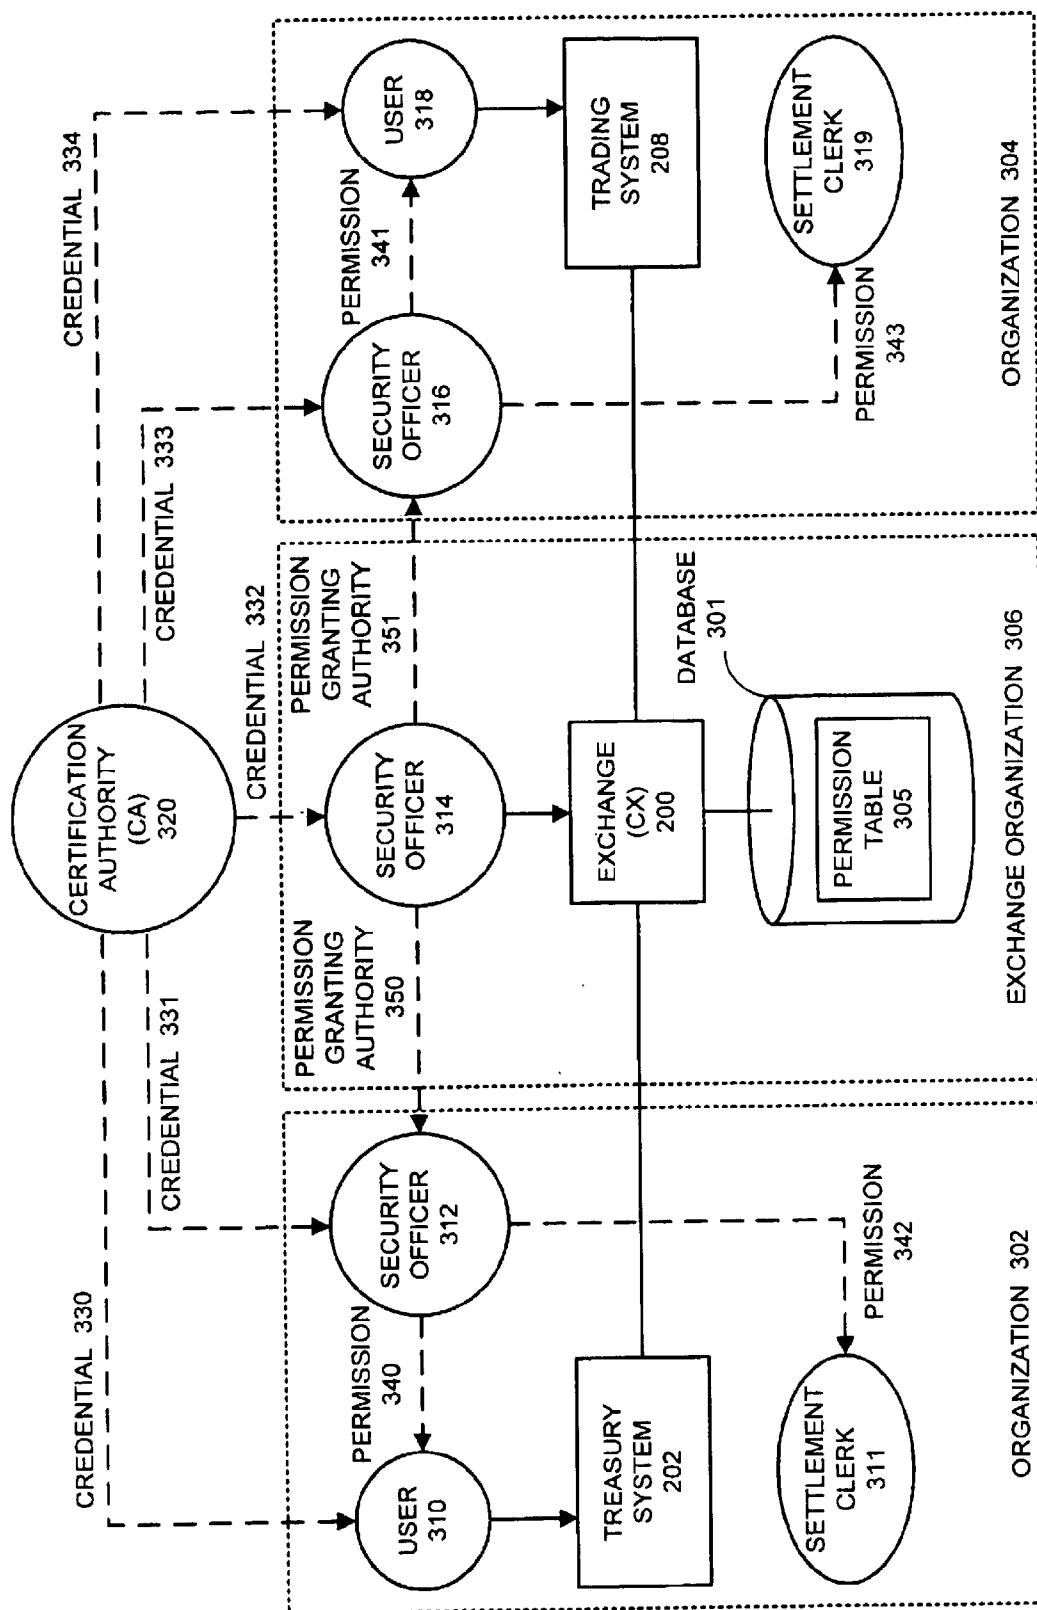 CERTIFICATION
AUTHORITY
(CA)
320
CREDENTIAL 330
CREDENTIAL 331
CREDENTIAL 332
CREDENTIAL 333
CREDENTIAL 334
USER
310
PERMISSION
340
SECURITY
OFFICER
312
PERMISSION
GRANTING
AUTHORITY
350
SECURITY
OFFICER
314
PERMISSION
GRANTING
AUTHORITY
351
SECURITY
OFFICER
316
PERMISSION
341
USER
318
TREASURY
SYSTEM
202
EXCHANGE
(CX)
200
TRADING
SYSTEM
208
SETTLEMENT
CLERK
311
PERMISSION
342
DATABASE
301
PERMISSION
TABLE
305
PERMISSION
343
SETTLEMENT
CLERK
319
ORGANIZATION 302
EXCHANGE ORGANIZATION 306
ORGANIZATION 304